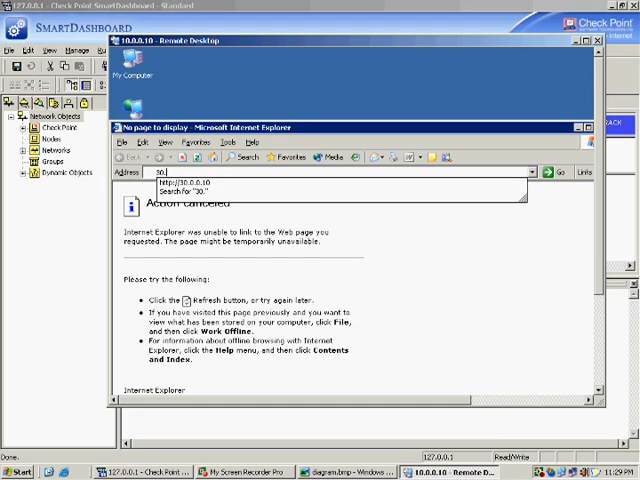 127.0.0.1 - Check Point SmartDashboard - Standard
SMARTDASHBOARD
Check Point
File Edit View Manage Ru
10.0.0.10 - Remote Desktop
My Computer
TRACK
Network Objects
Check Point
Nodes
Networks
Groups
Dynamic Objects
No page to display - Microsoft Internet Explorer
File Edit View Favorites Tools Help
Back Search Favorites Media
Address 30. Go Links
http://30.0.0.10
Search for "30."
Action canceled
Internet Explorer was unable to link to the Web page you
requested. The page might be temporarily unavailable.
Please try the following:
Click the Refresh button, or try again later.
If you have visited this page previously and you want to
view what has been stored on your computer, click File,
and then click Work Offline.
For information about offline browsing with Internet
Explorer, click the Help menu, and then click Contents
and Index.
Internet Explorer
Done. 127.0.0.1 Read/Write
Start 127.0.0.1 - Check Point ... My Screen Recorder Pro diagram.bmp - Windows ... 10.0.0.10 - Remote D... 11:29 PM